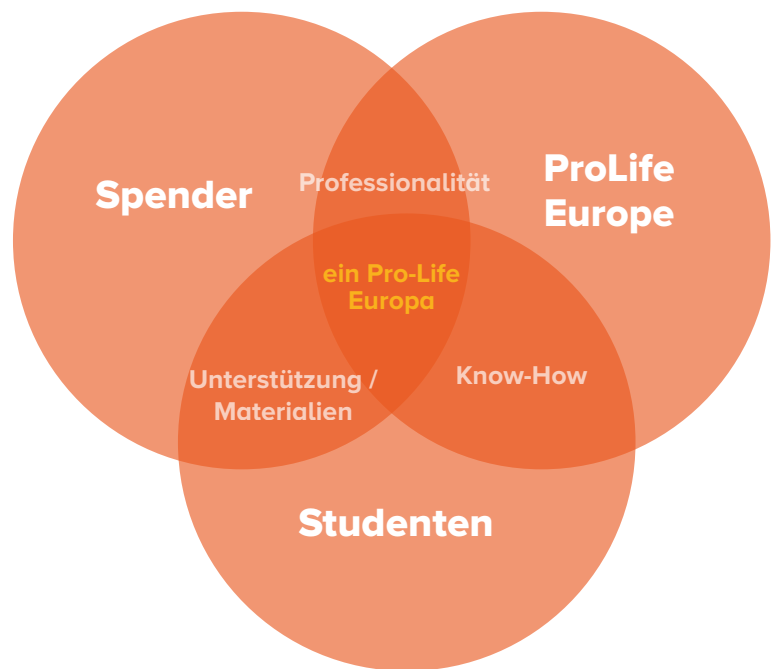 Spender
Professionalität
ProLife
Europe
ein Pro-Life
Europa
Unterstützung /
Materialien
Know-How
Studenten